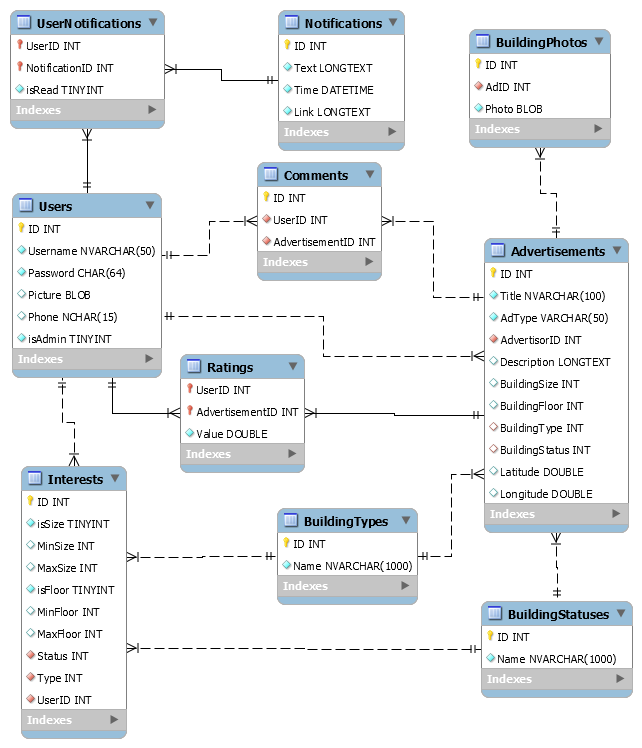 UserNotifications
UserID INT
NotificationID INT
isRead TINYINT
Indexes
Notifications
ID INT
Text LONGTEXT
Time DATETIME
Link LONGTEXT
Indexes
BuildingPhotos
ID INT
AdID INT
Photo BLOB
Indexes
Comments
ID INT
UserID INT
AdvertisementID INT
Indexes
Users
ID INT
Username NVARCHAR(50)
Password CHAR(64)
Picture BLOB
Phone NCHAR(15)
isAdmin TINYINT
Indexes
Advertisements
ID INT
Title NVARCHAR(100)
AdType VARCHAR(50)
AdvertisorID INT
Description LONGTEXT
BuildingSize INT
BuildingFloor INT
BuildingType INT
BuildingStatus INT
Latitude DOUBLE
Longitude DOUBLE
Indexes
Ratings
UserID INT
AdvertisementID INT
Value DOUBLE
Indexes
Interests
ID INT
isSize TINYINT
MinSize INT
MaxSize INT
isFloor TINYINT
MinFloor INT
MaxFloor INT
Status INT
Type INT
UserID INT
Indexes
BuildingTypes
ID INT
Name NVARCHAR(1000)
Indexes
BuildingStatuses
ID INT
Name NVARCHAR(1000)
Indexes